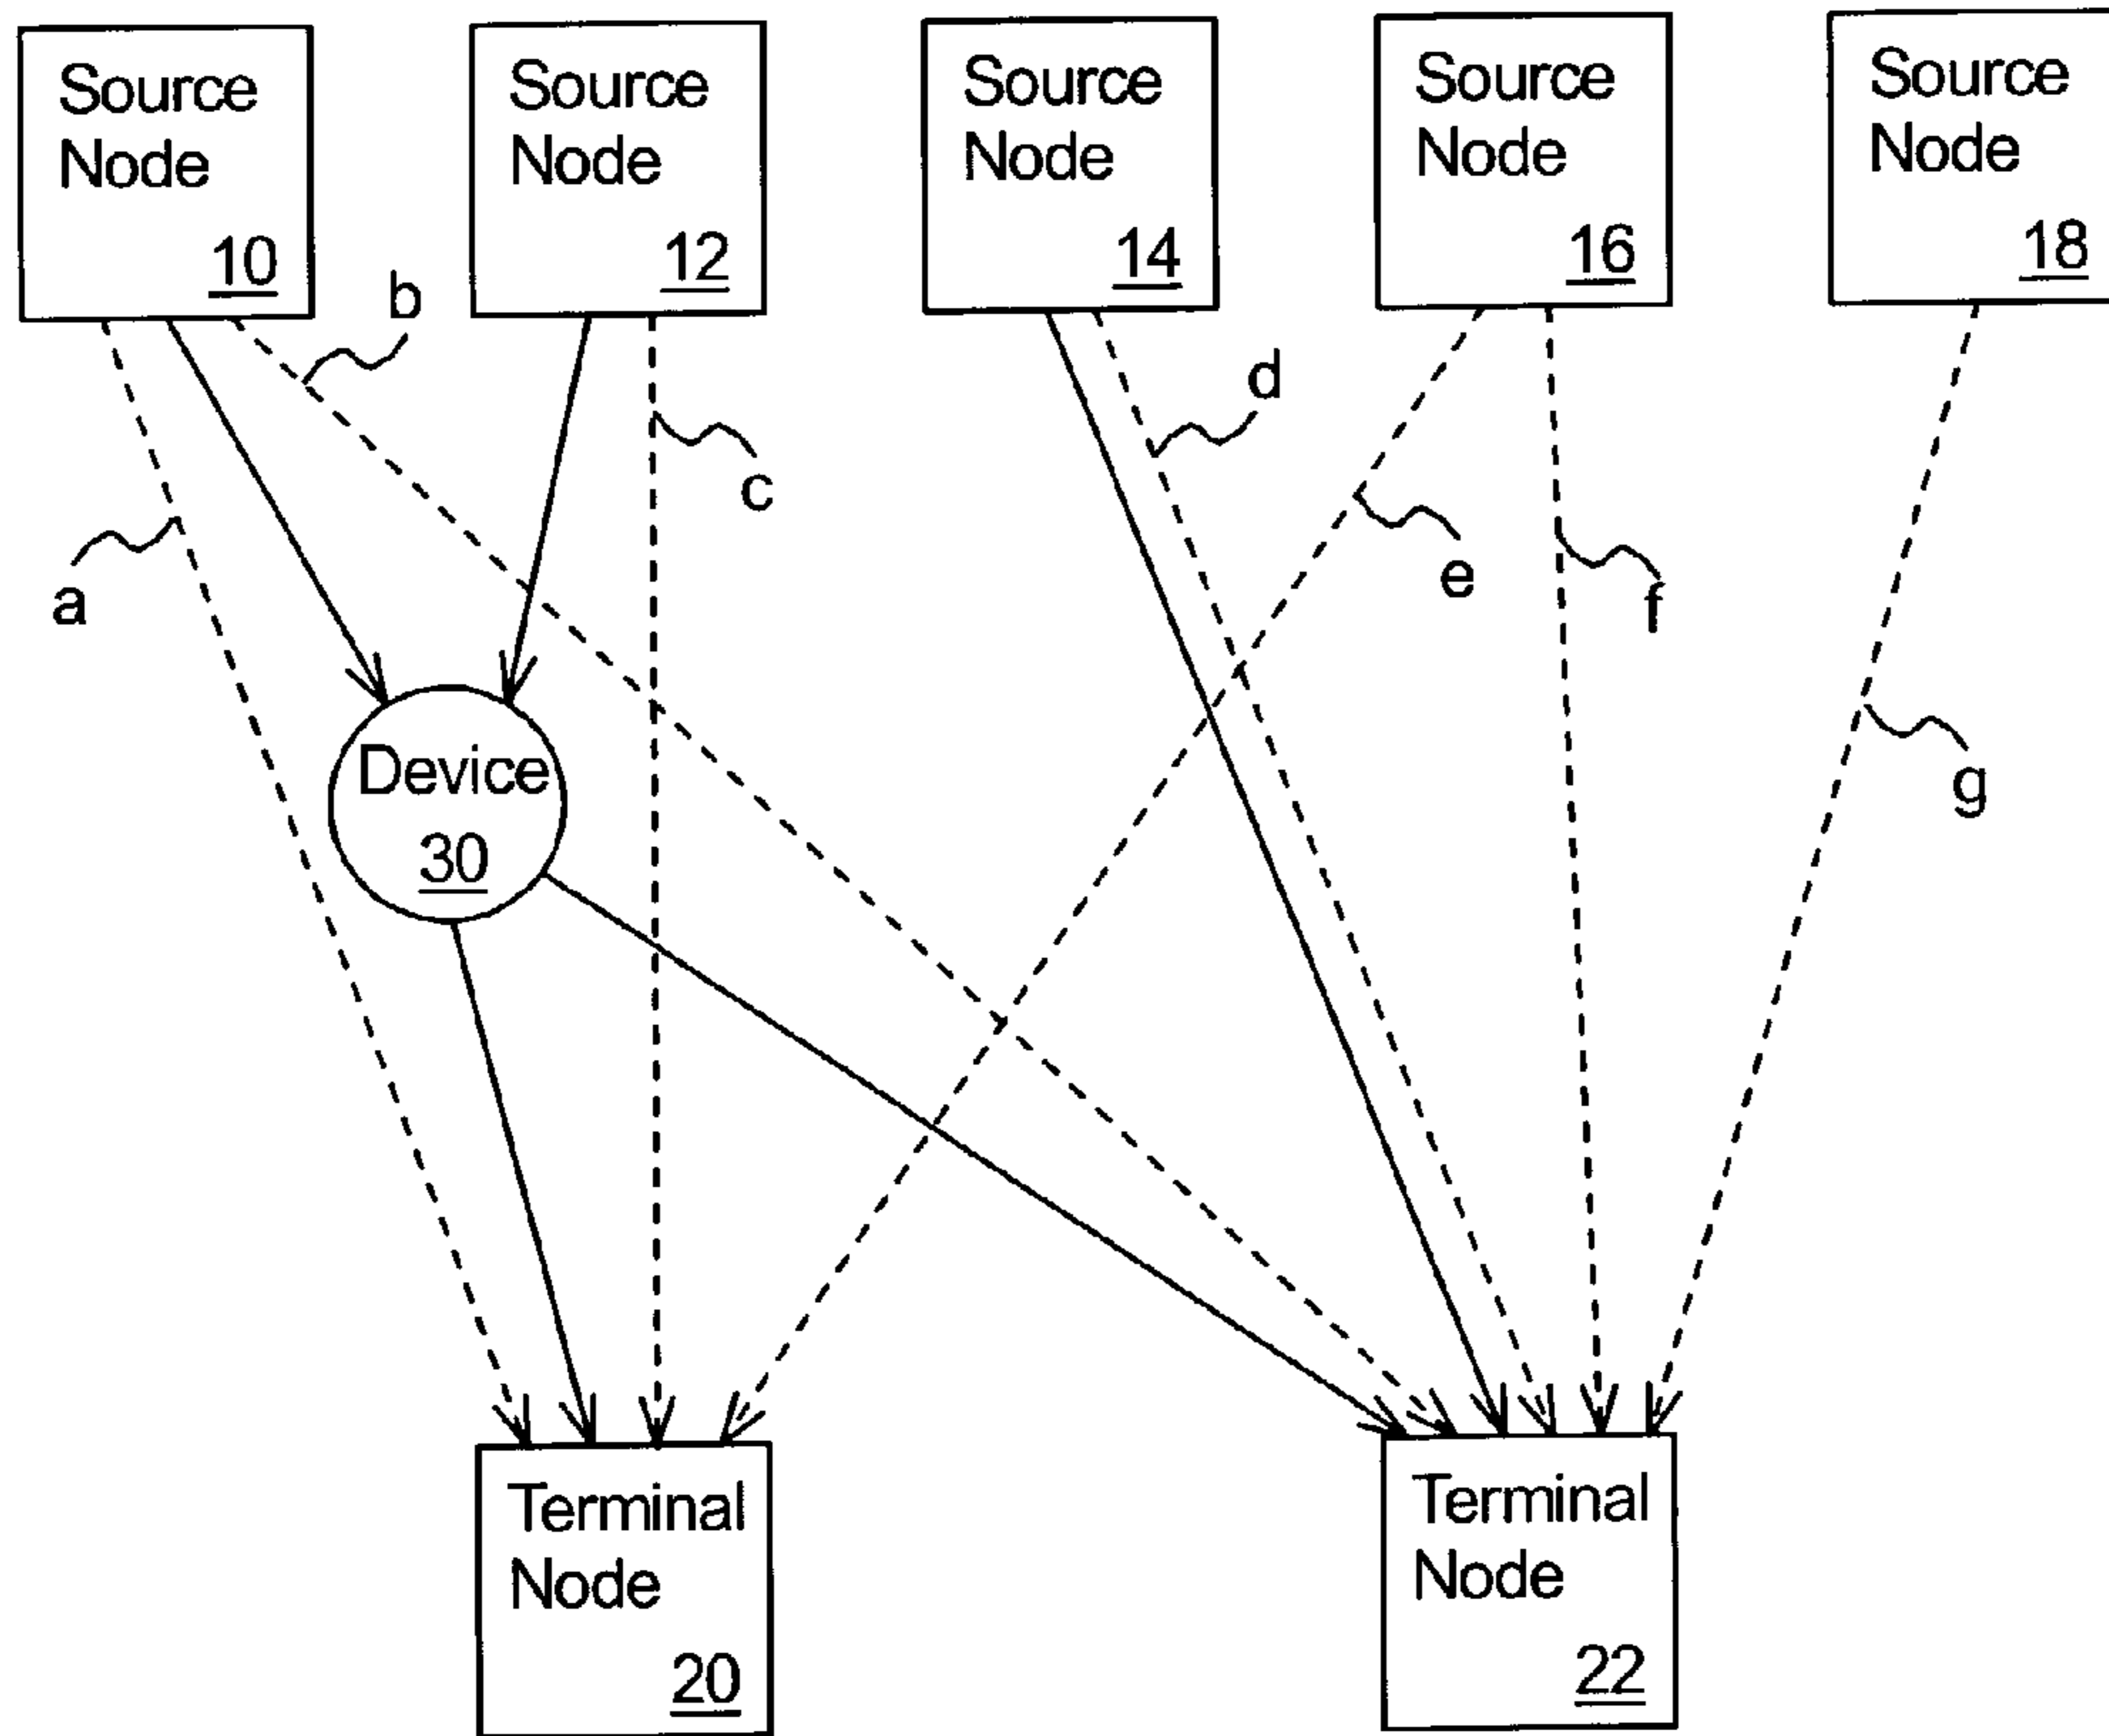 Source
Node
10
Source
Node
12
Source
Node
14
Source
Node
16
Source
Node
18
b
d
c
a
e
f
g
Device
30
Terminal
Node
20
Terminal
Node
22